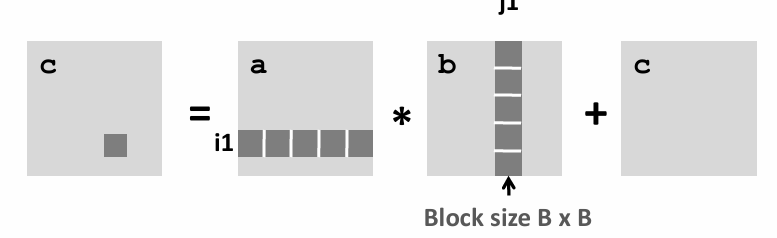 j1
c = a * b + c
i1
Block size B x B